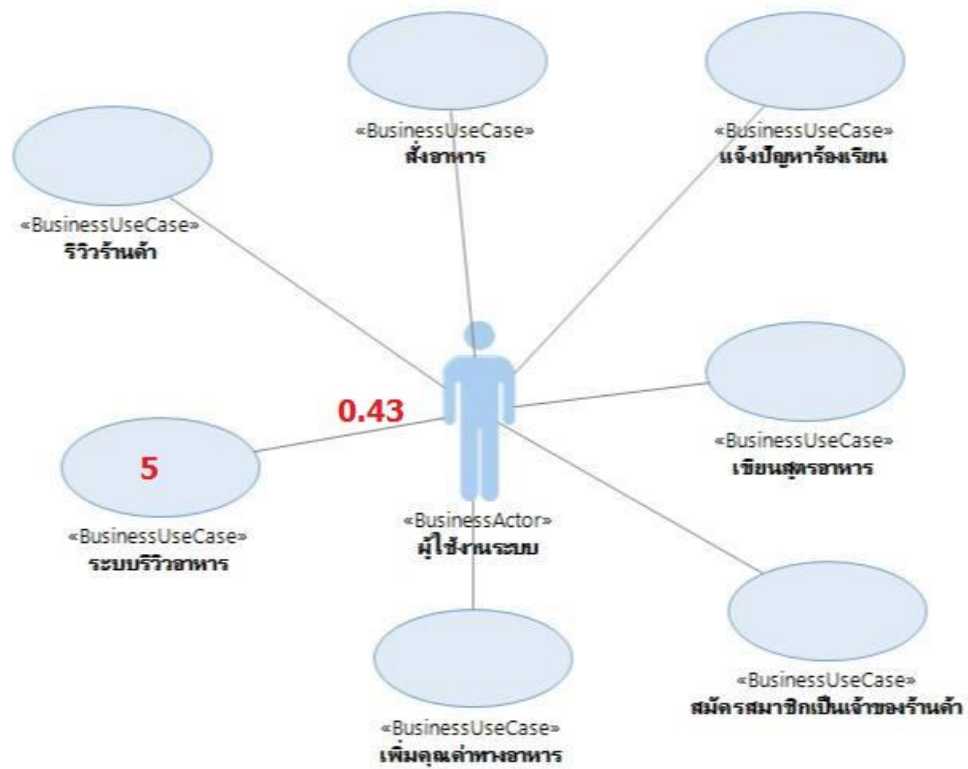 «BusinessUseCase»
สั่งอาหาร
«BusinessUseCase»
แจ้งปัญหาร้องเรียน
«BusinessUseCase»
รีวิวร้านค้า
0.43
«BusinessUseCase»
เขียนสูตรอาหาร
5
«BusinessUseCase»
ระบบรีวิวอาหาร
«BusinessActor»
ผู้ใช้งานระบบ
«BusinessUseCase»
สมัครสมาชิกเป็นเจ้าของร้านค้า
«BusinessUseCase»
เพิ่มคุณค่าทางอาหาร